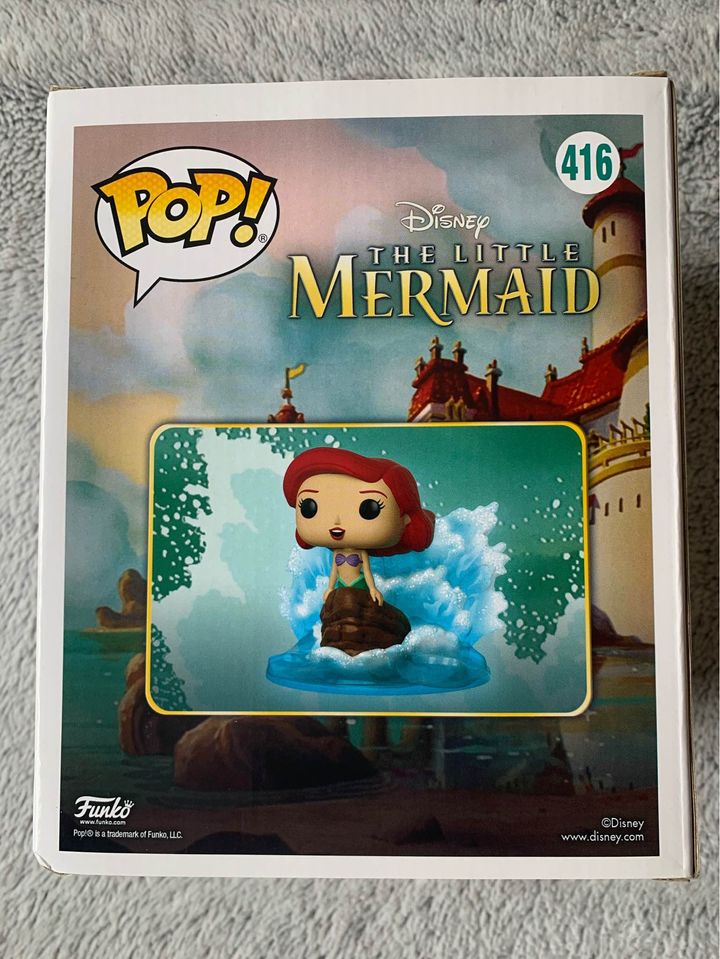 POP!®
416
Disney
THE LITTLE
MERMAID
Funko
www.funko.com
Pop!® is a trademark of Funko, LLC.
©Disney
www.disney.com